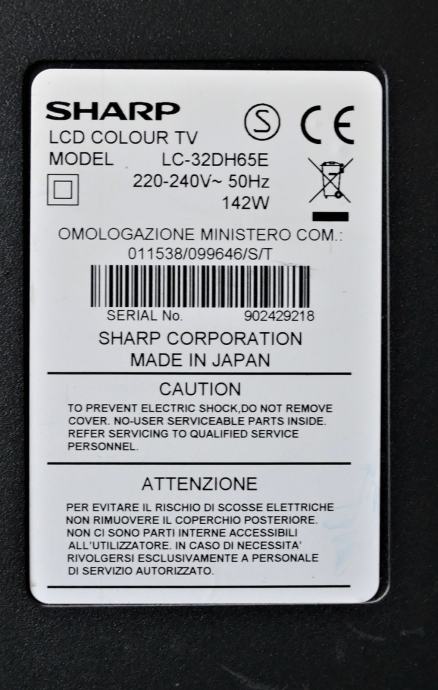 SHARP
LCD COLOUR TV
MODEL LC-32DH65E
220-240V~ 50Hz
142W
S
CE
OMOLOGAZIONE MINISTERO COM.:
011538/099646/S/T
SERIAL No. 902429218
SHARP CORPORATION
MADE IN JAPAN
CAUTION
TO PREVENT ELECTRIC SHOCK,DO NOT REMOVE
COVER. NO-USER SERVICEABLE PARTS INSIDE.
REFER SERVICING TO QUALIFIED SERVICE
PERSONNEL.
ATTENZIONE
PER EVITARE IL RISCHIO DI SCOSSE ELETTRICHE
NON RIMUOVERE IL COPERCHIO POSTERIORE.
NON CI SONO PARTI INTERNE ACCESSIBILI
ALL'UTILIZZATORE. IN CASO DI NECESSITA'
RIVOLGERSI ESCLUSIVAMENTE A PERSONALE
DI SERVIZIO AUTORIZZATO.